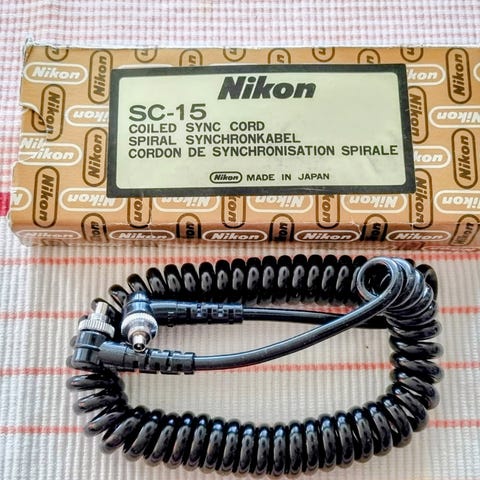 Nikon
SC-15
COILED SYNC CORD
SPIRAL SYNCHRONKABEL
CORDON DE SYNCHRONISATION SPIRALE
Nikon MADE IN JAPAN